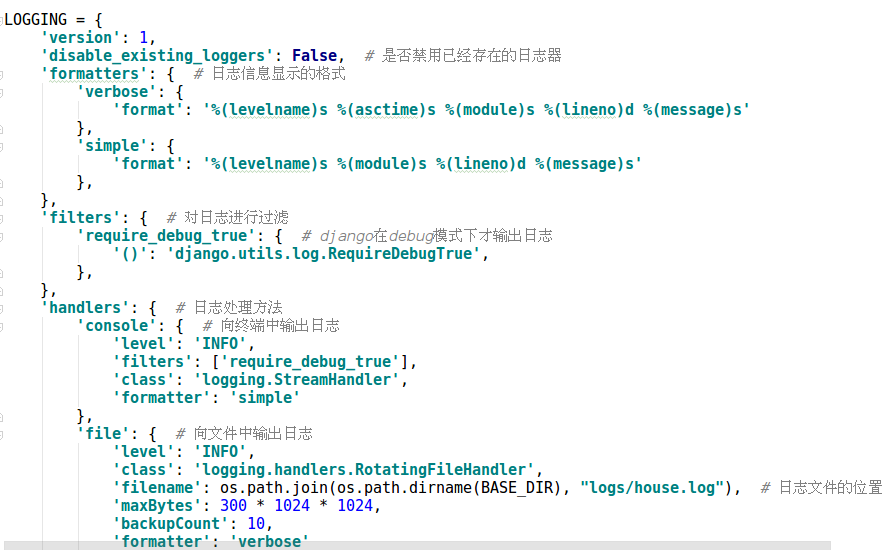 LOGGING = {
    'version': 1,
    'disable_existing_loggers': False,  # 是否禁用已经存在的日志器
    'formatters': {  # 日志信息显示的格式
        'verbose': {
            'format': '%(levelname)s %(asctime)s %(module)s %(lineno)d %(message)s'
        },
        'simple': {
            'format': '%(levelname)s %(module)s %(lineno)d %(message)s'
        },
    },
    'filters': {  # 对日志进行过滤
        'require_debug_true': {  # django在debug模式下才输出日志
            '()': 'django.utils.log.RequireDebugTrue',
        },
    },
    'handlers': {  # 日志处理方法
        'console': {  # 向终端中输出日志
            'level': 'INFO',
            'filters': ['require_debug_true'],
            'class': 'logging.StreamHandler',
            'formatter': 'simple'
        },
        'file': {  # 向文件中输出日志
            'level': 'INFO',
            'class': 'logging.handlers.RotatingFileHandler',
            'filename': os.path.join(os.path.dirname(BASE_DIR), "logs/house.log"),  # 日志文件的位置
            'maxBytes': 300 * 1024 * 1024,
            'backupCount': 10,
            'formatter': 'verbose'